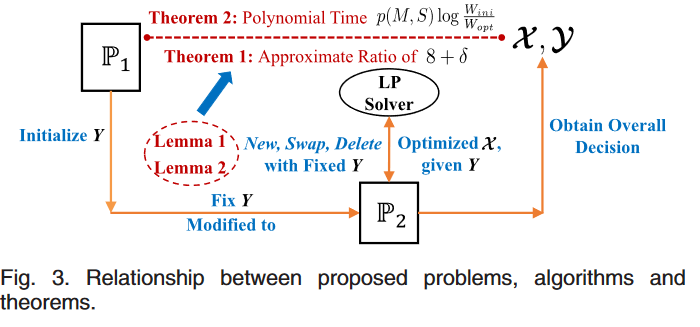 Theorem 2: Polynomial Time p(M, S) log W_ini / W_opt
ℙ1
𝒳, 𝒴
Theorem 1: Approximate Ratio of 8 + δ
LP
Solver
Initialize Y
Lemma 1
Lemma 2
New, Swap, Delete
with Fixed Y
Optimized 𝒳,
given Y
Obtain Overall
Decision
Fix Y
Modified to
ℙ2
Fig. 3. Relationship between proposed problems, algorithms and
theorems.